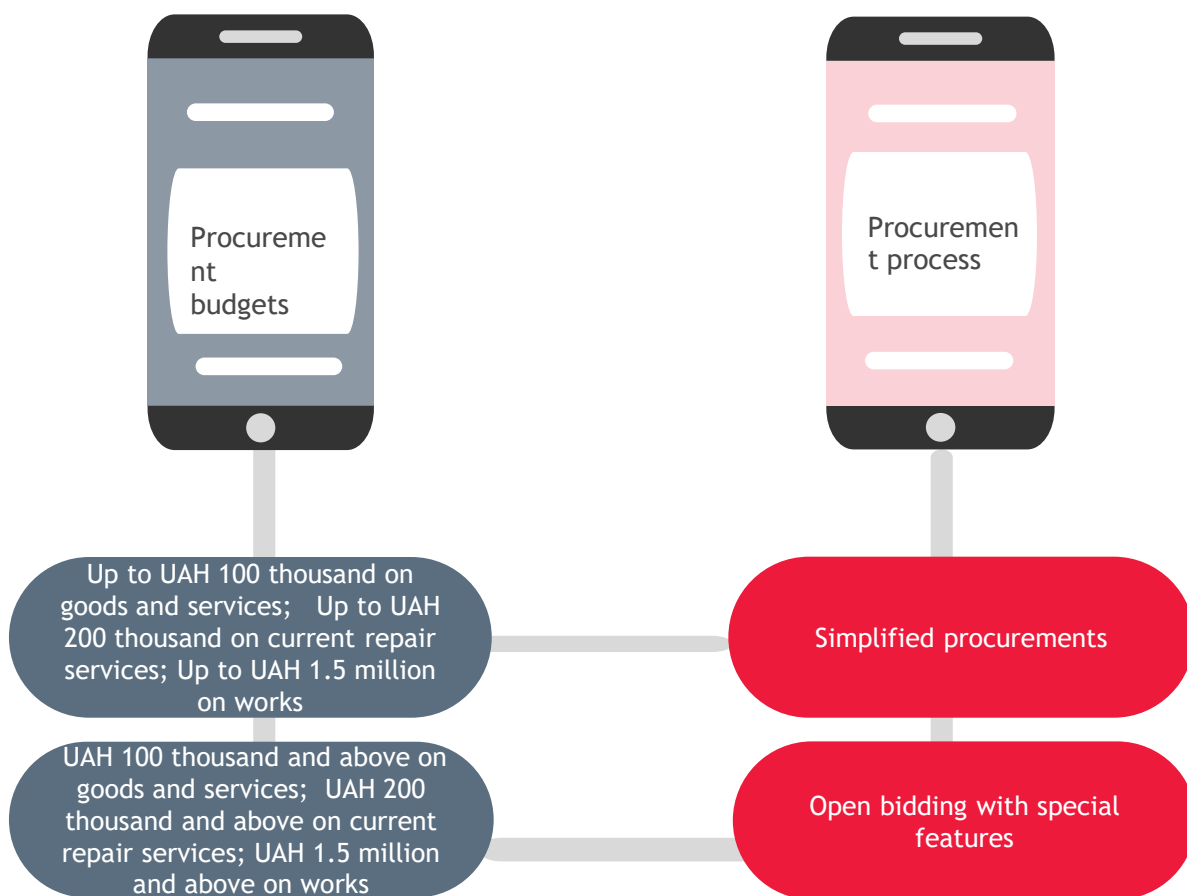 Procureme
nt
budgets
Procuremen
t process
Up to UAH 100 thousand on
goods and services; Up to UAH
200 thousand on current repair
services; Up to UAH 1.5 million
on works
Simplified procurements
UAH 100 thousand and above on
goods and services; UAH 200
thousand and above on current
repair services; UAH 1.5 million
and above on works
Open bidding with special
features